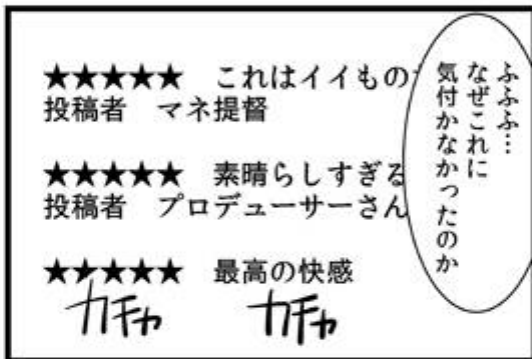 ふふふ…
なぜこれに
気付かなかったのか
★★★★★ これはイイもの
投稿者 マネ提督
★★★★★ 素晴らしすぎる
投稿者 プロデューサーさん
★★★★★ 最高の快感
カチャ カチャ